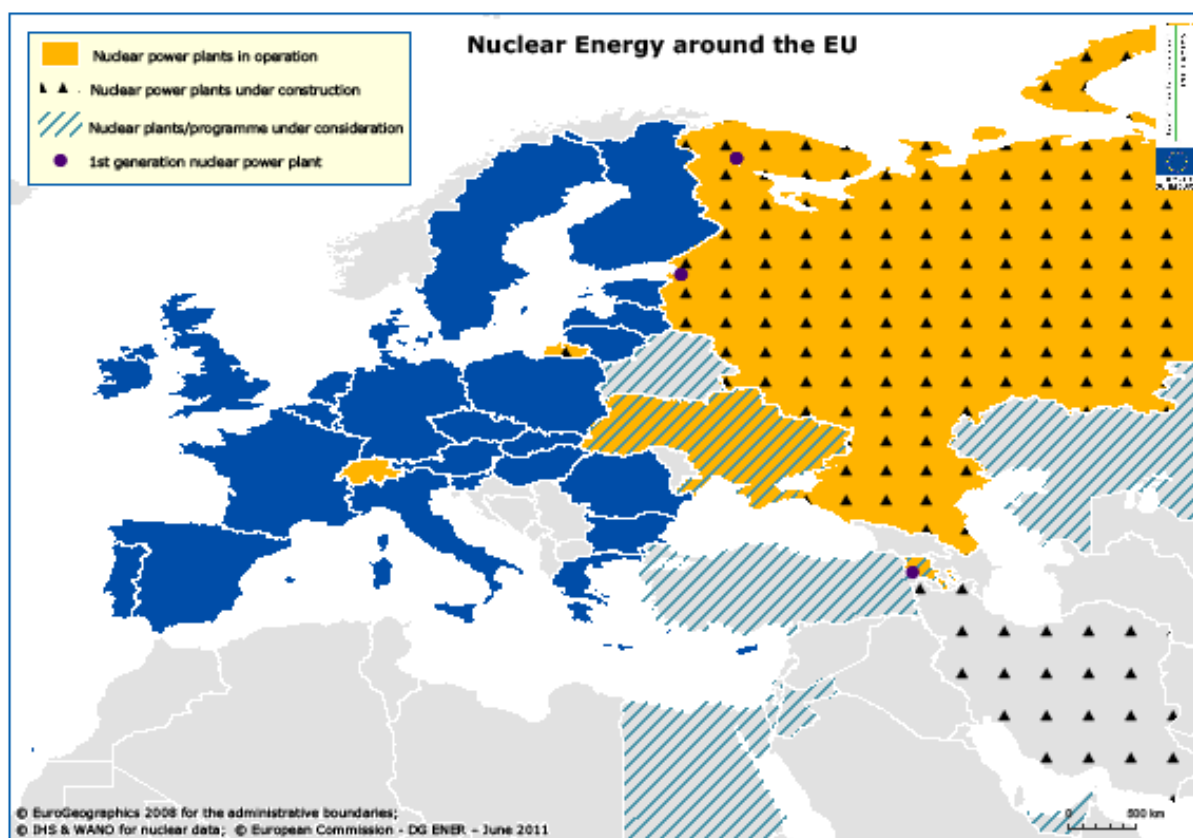 Nuclear Energy around the EU
Nuclear power plants in operation
Nuclear power plants under construction
Nuclear plants/programme under consideration
1st generation nuclear power plant
0 500 km
© EuroGeographics 2008 for the administrative boundaries;
© IHS & WANO for nuclear data; © European Commission - DG ENER - June 2011